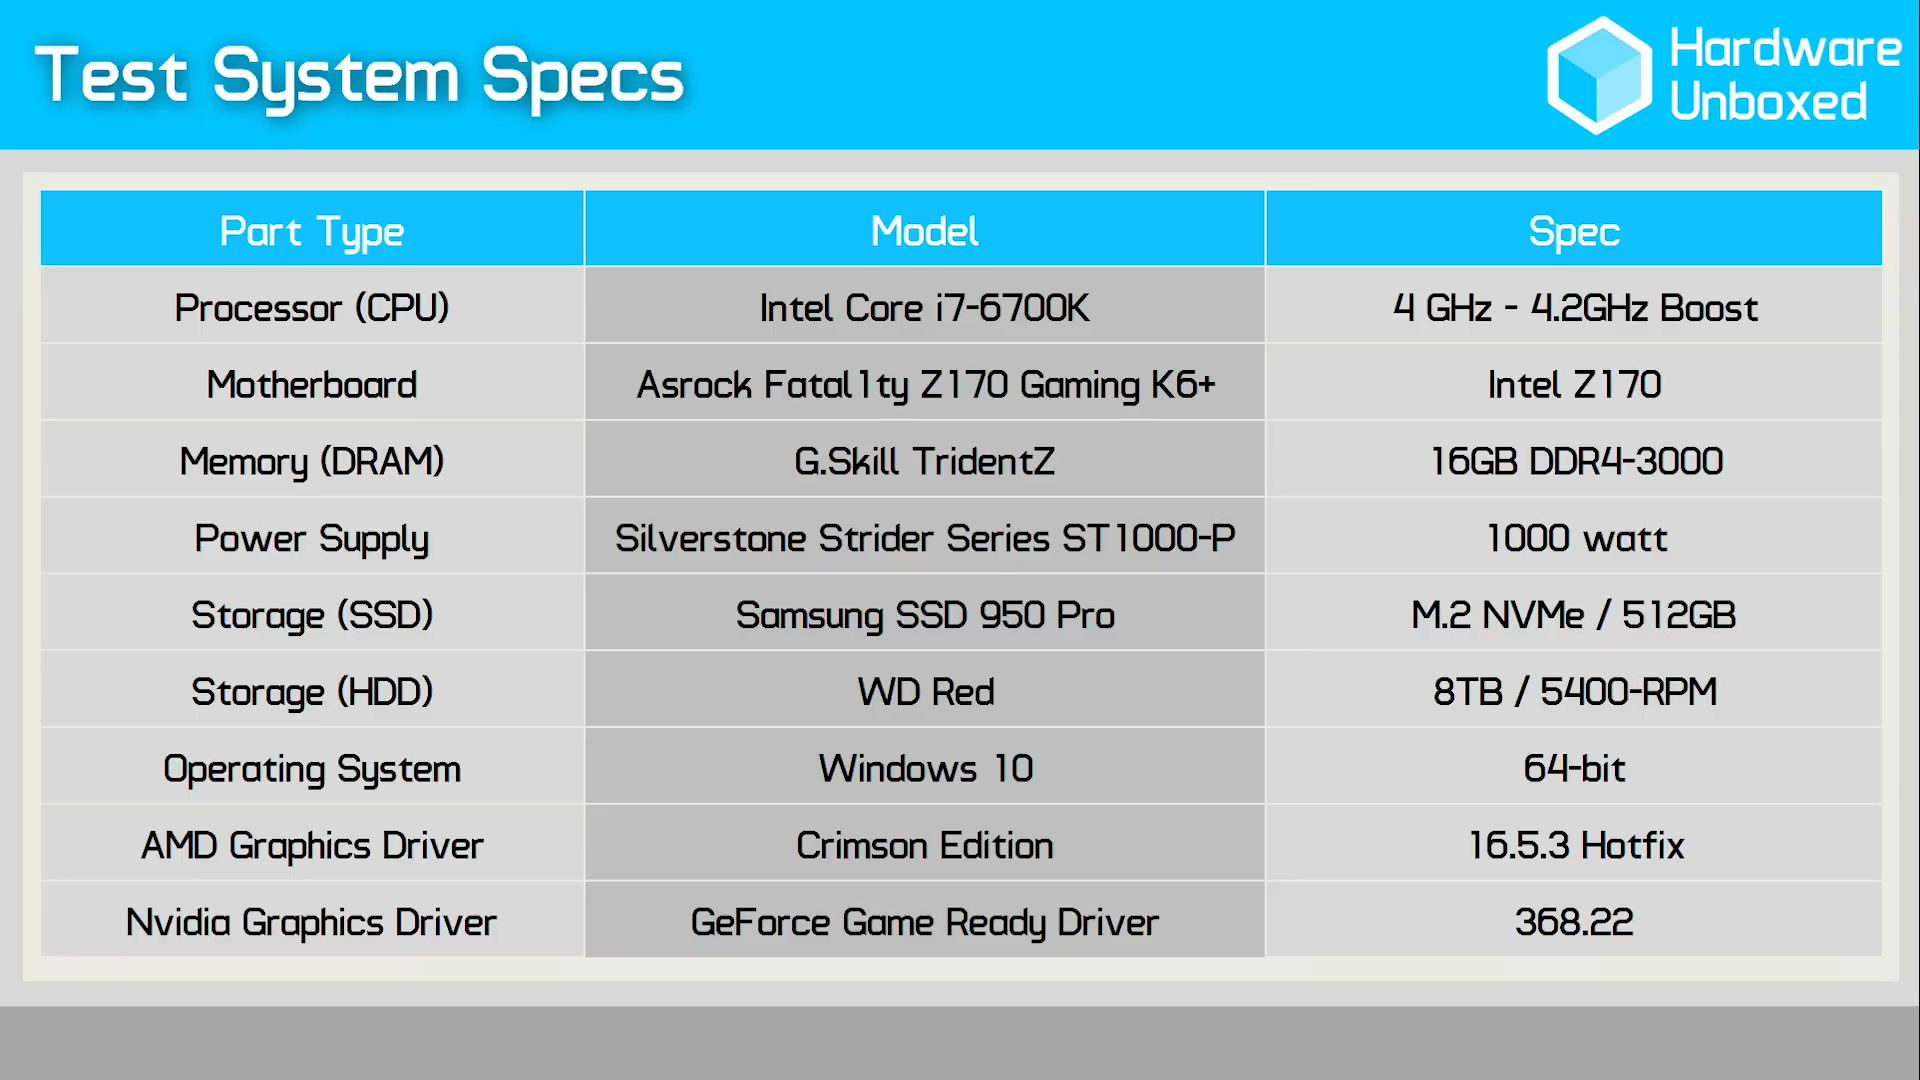 Test System Specs
Hardware
Unboxed
Part Type Model Spec
Processor (CPU) Intel Core i7-6700K 4 GHz - 4.2GHz Boost
Motherboard Asrock Fatal1ty Z170 Gaming K6+ Intel Z170
Memory (DRAM) G.Skill TridentZ 16GB DDR4-3000
Power Supply Silverstone Strider Series ST1000-P 1000 watt
Storage (SSD) Samsung SSD 950 Pro M.2 NVMe / 512GB
Storage (HDD) WD Red 8TB / 5400-RPM
Operating System Windows 10 64-bit
AMD Graphics Driver Crimson Edition 16.5.3 Hotfix
Nvidia Graphics Driver GeForce Game Ready Driver 368.22